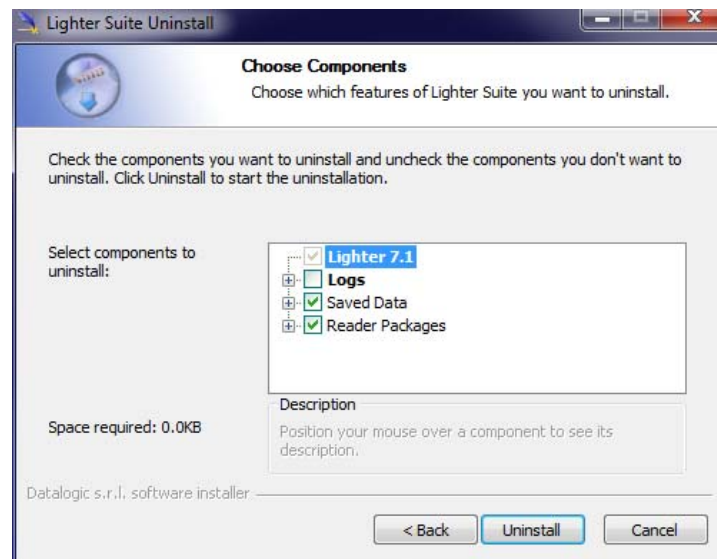 Lighter Suite Uninstall
Choose Components
Choose which features of Lighter Suite you want to uninstall.
Check the components you want to uninstall and uncheck the components you don't want to
uninstall. Click Uninstall to start the uninstallation.
Select components to
uninstall:
Lighter 7.1
Logs
Saved Data
Reader Packages
Space required: 0.0KB
Description
Position your mouse over a component to see its
description.
Datalogic s.r.l. software installer
< Back
Uninstall
Cancel